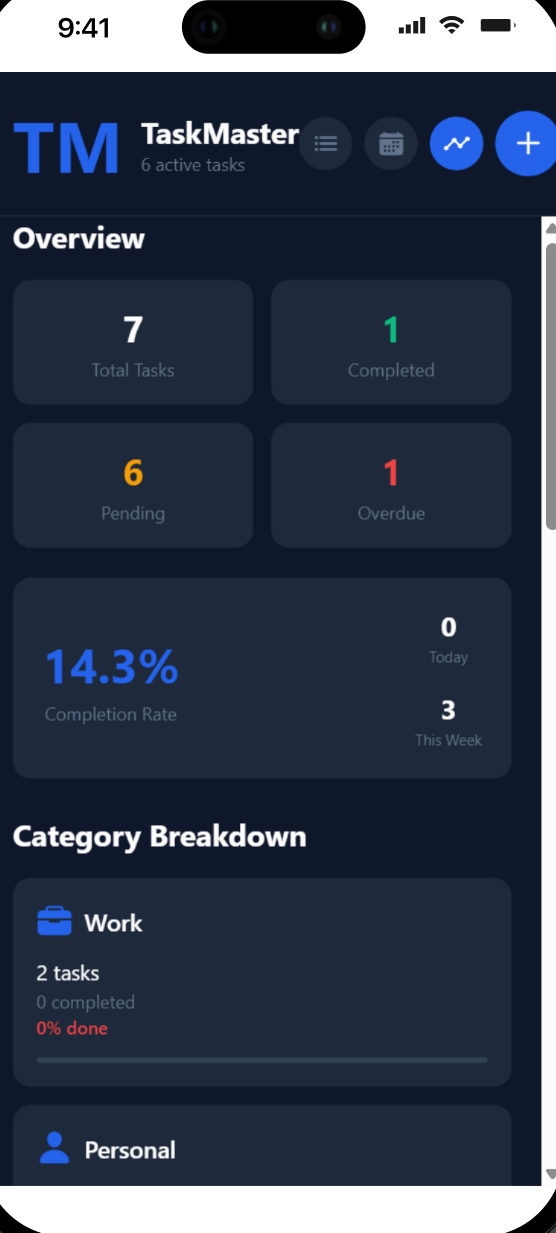 9:41
TM
TaskMaster
6 active tasks
Overview
7
Total Tasks
1
Completed
6
Pending
1
Overdue
14.3%
Completion Rate
0
Today
3
This Week
Category Breakdown
Work
2 tasks
0 completed
0% done
Personal